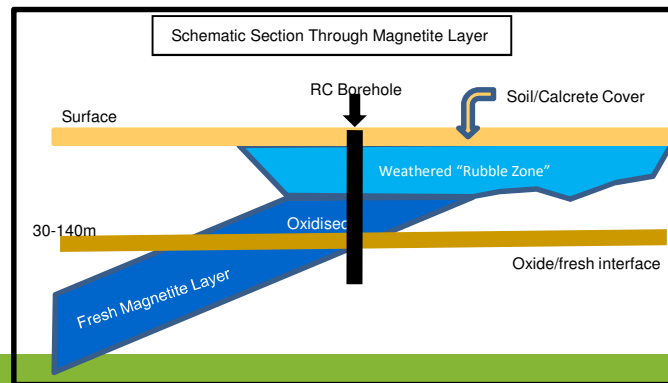 Schematic Section Through Magnetite Layer
RC Borehole
Soil/Calcrete Cover
Surface
Weathered “Rubble Zone”
Oxidised
30-140m
Oxide/fresh interface
Fresh Magnetite Layer